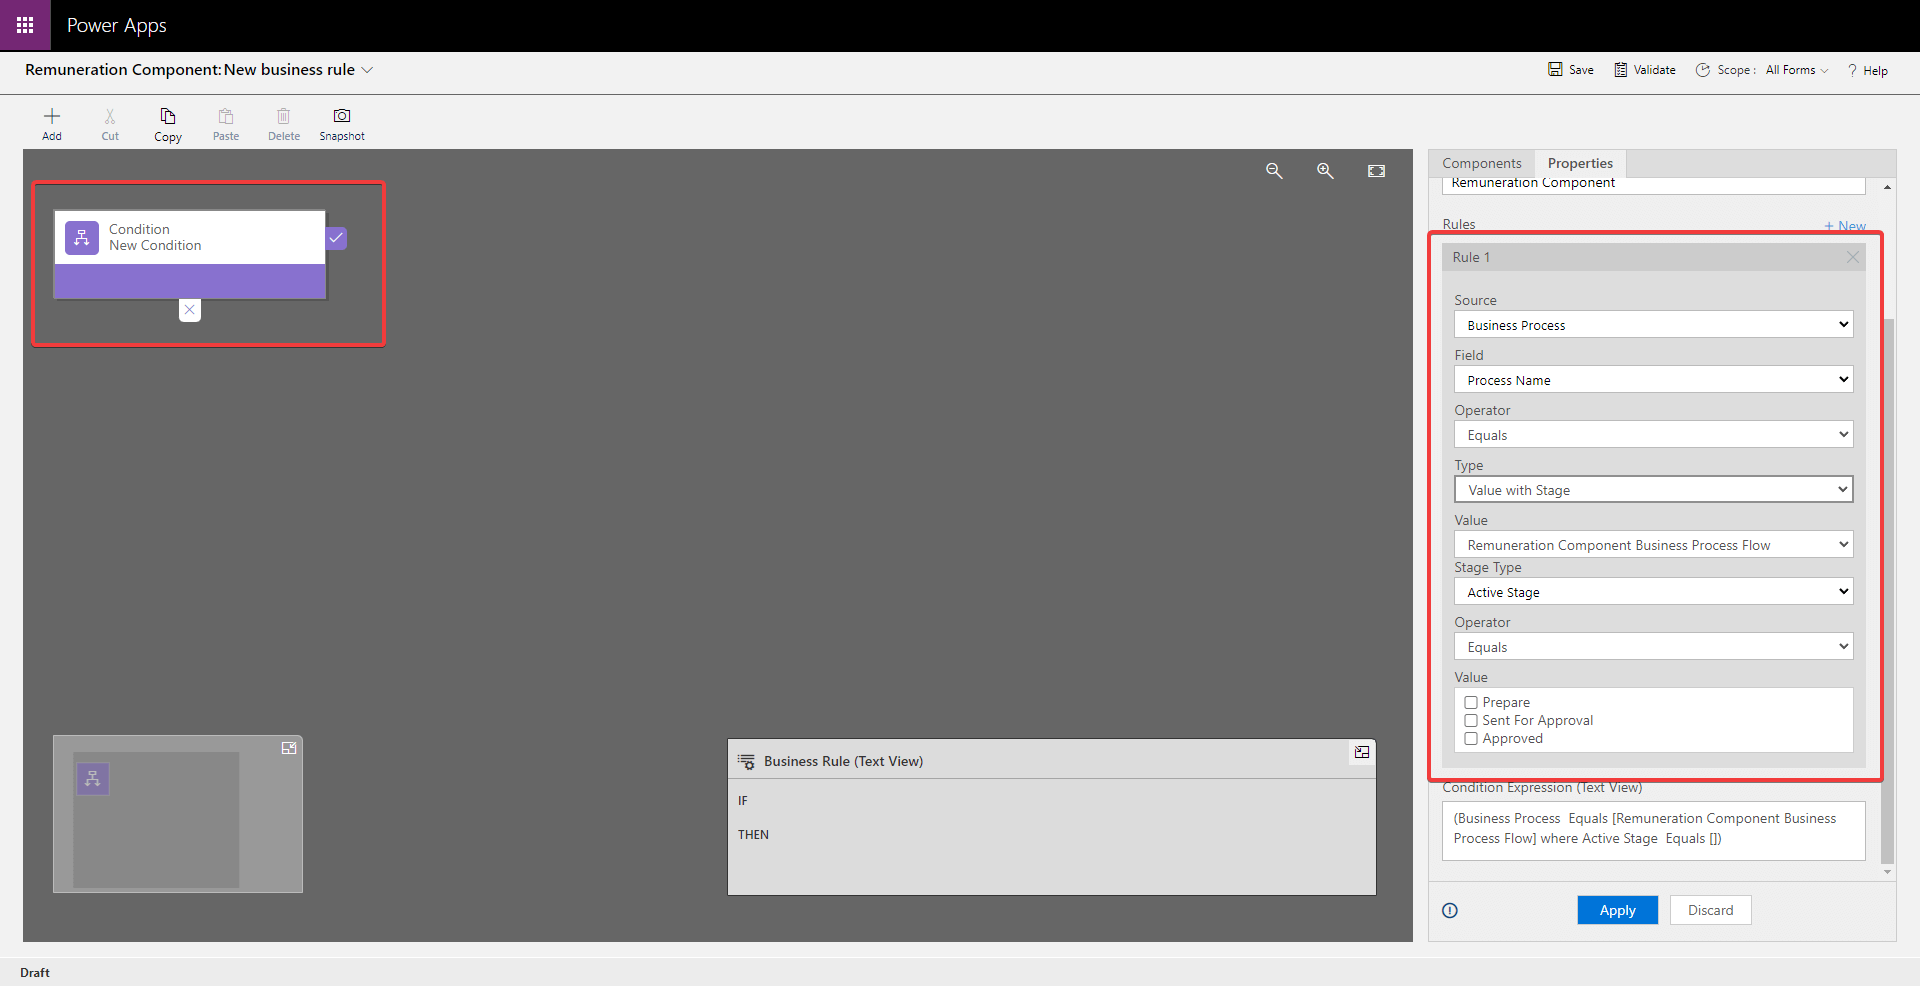 Power Apps
Remuneration Component: New business rule
Save
Validate
Scope :
All Forms
? Help
Add
Cut
Copy
Paste
Delete
Snapshot
Condition
New Condition
Business Rule (Text View)
IF
THEN
Components
Properties
Remuneration Component
Rules
+ New
Rule 1
Source
Business Process
Field
Process Name
Operator
Equals
Type
Value with Stage
Value
Remuneration Component Business Process Flow
Stage Type
Active Stage
Operator
Equals
Value
Prepare
Sent For Approval
Approved
Condition Expression (Text View)
(Business Process Equals [Remuneration Component Business
Process Flow] where Active Stage Equals [])
Apply
Discard
Draft